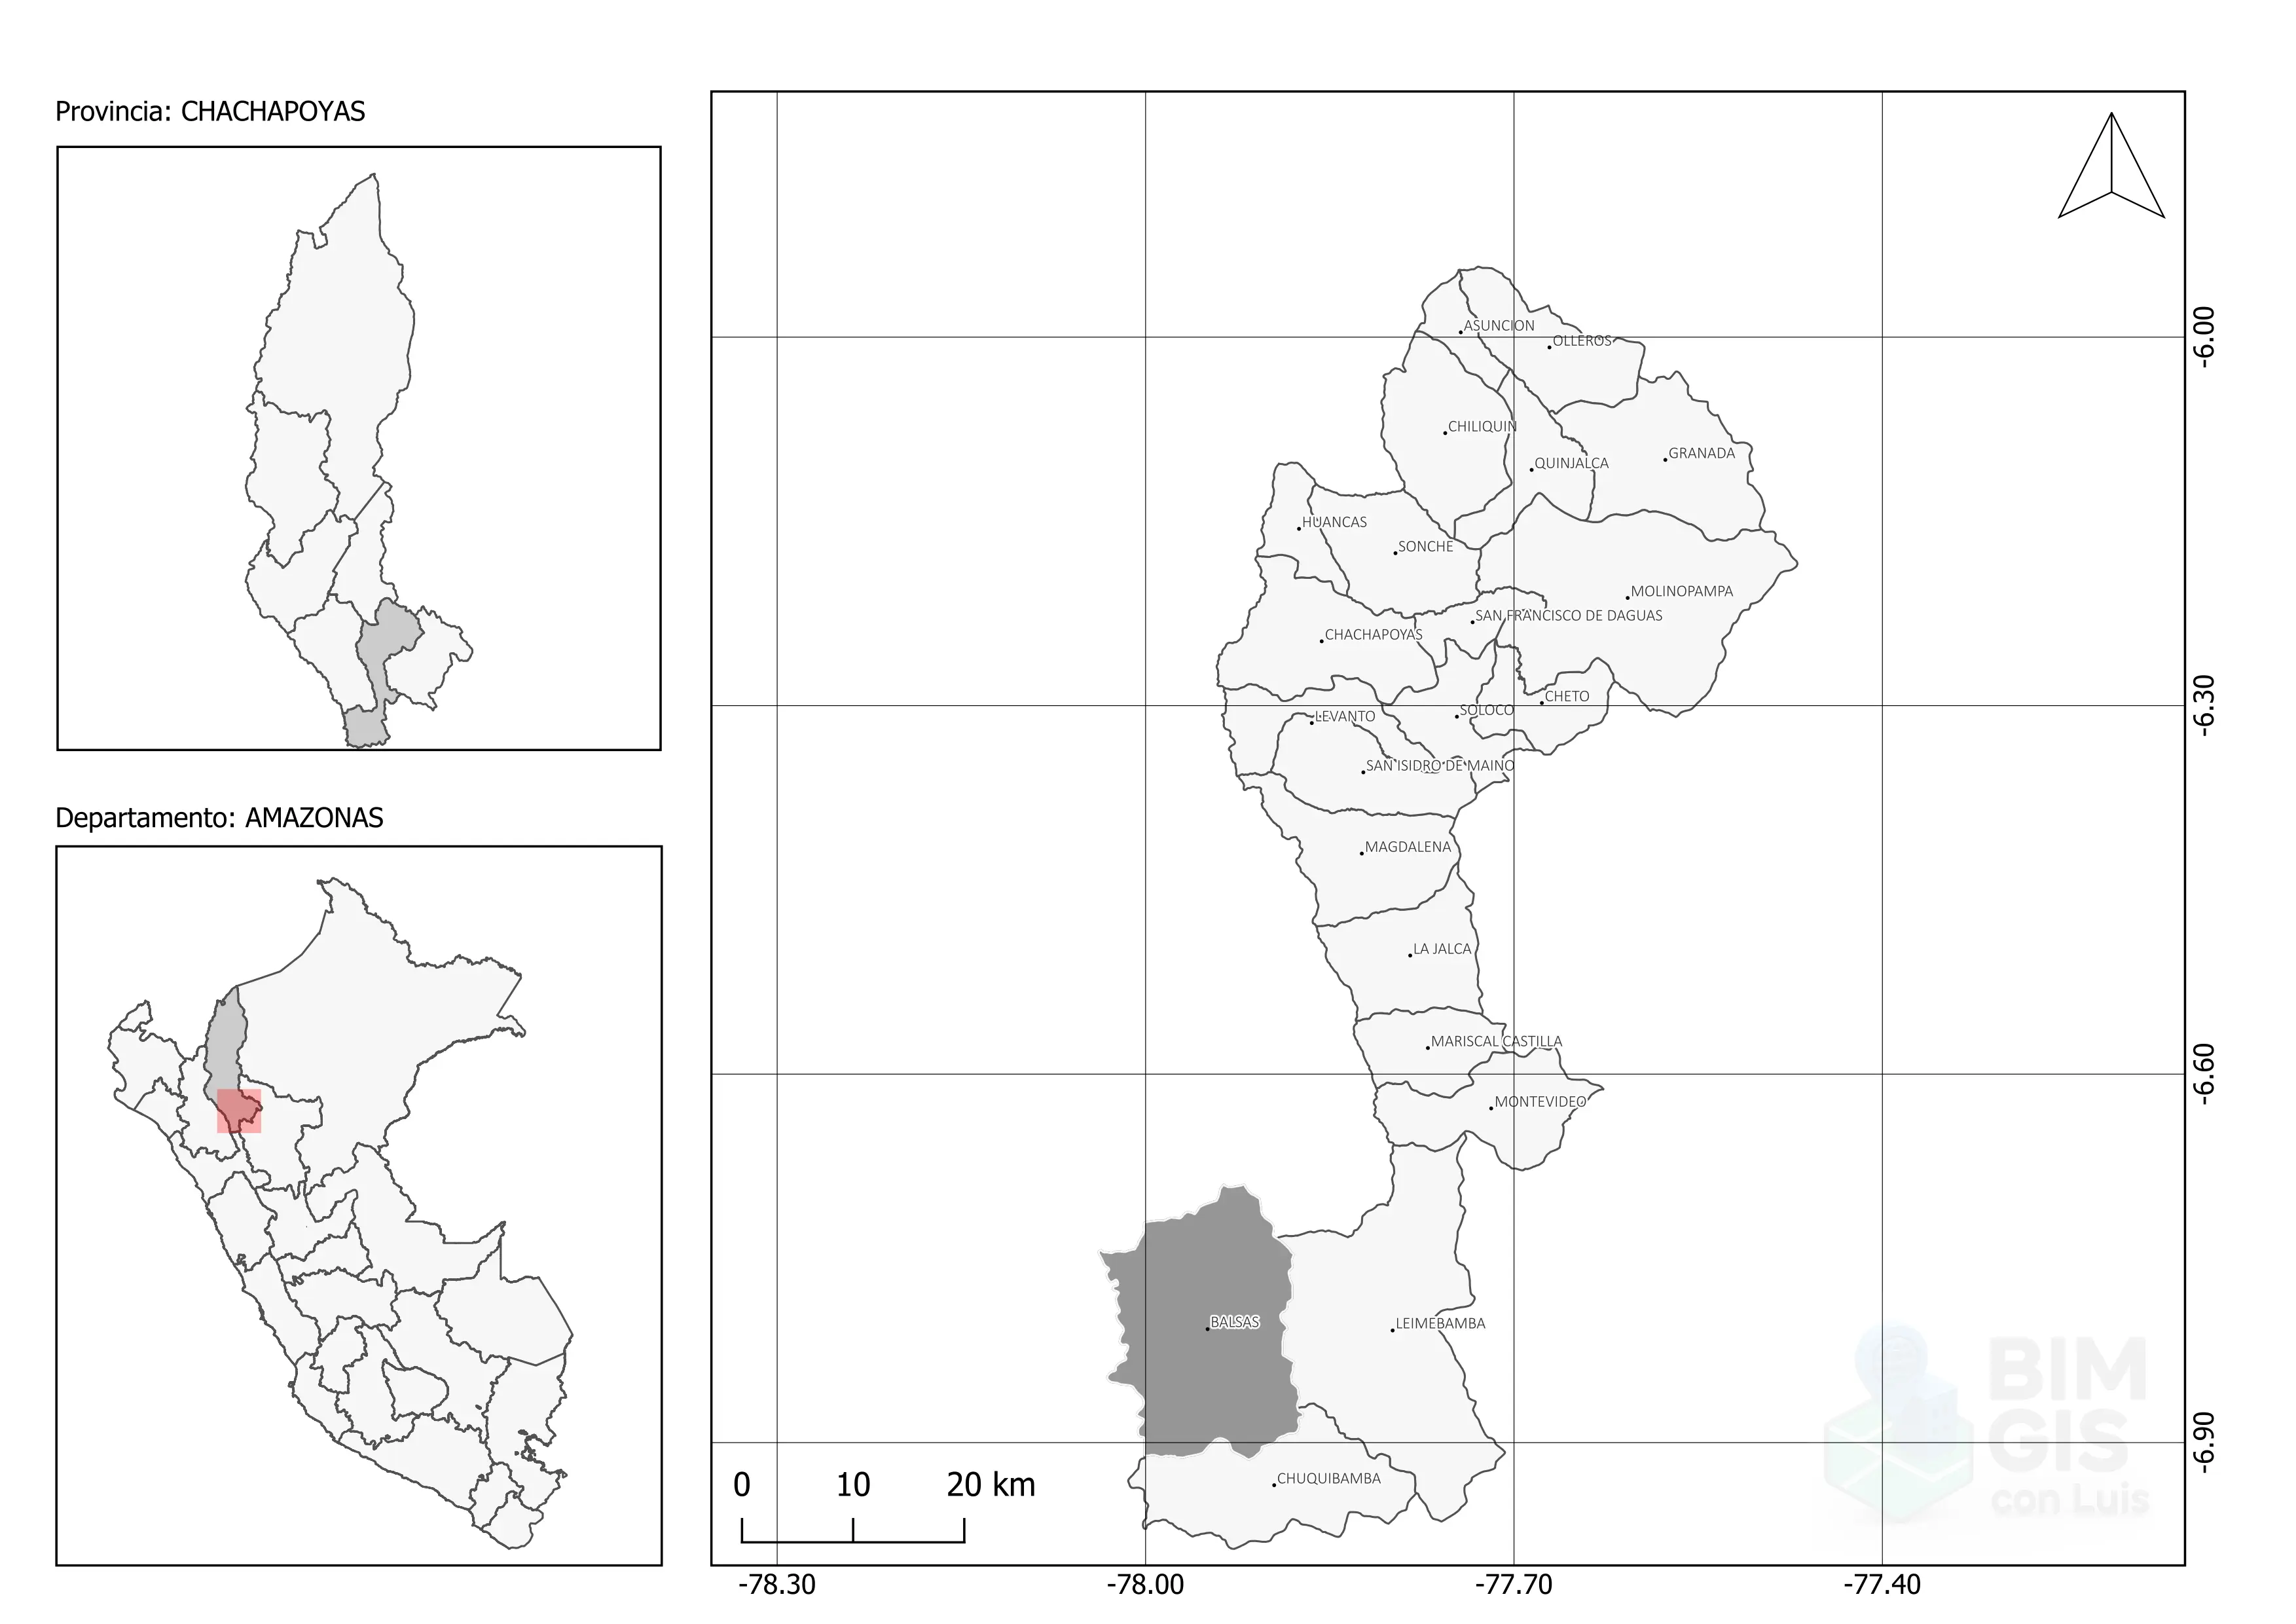 Provincia: CHACHAPOYAS
Departamento: AMAZONAS
ASUNCION
OLLEROS
CHILIQUIN
GRANADA
QUINJALCA
HUANCAS
SONCHE
MOLINOPAMPA
SAN FRANCISCO DE DAGUAS
CHACHAPOYAS
CHETO
SOLOCO
LEVANTO
SAN ISIDRO DE MAINO
MAGDALENA
LA JALCA
MARISCAL CASTILLA
MONTEVIDEO
BALSAS
LEIMEBAMBA
CHUQUIBAMBA
0 10 20 km
-6.00
-6.30
-6.60
-6.90
-78.30 -78.00 -77.70 -77.40
BIM
GIS
con Luis